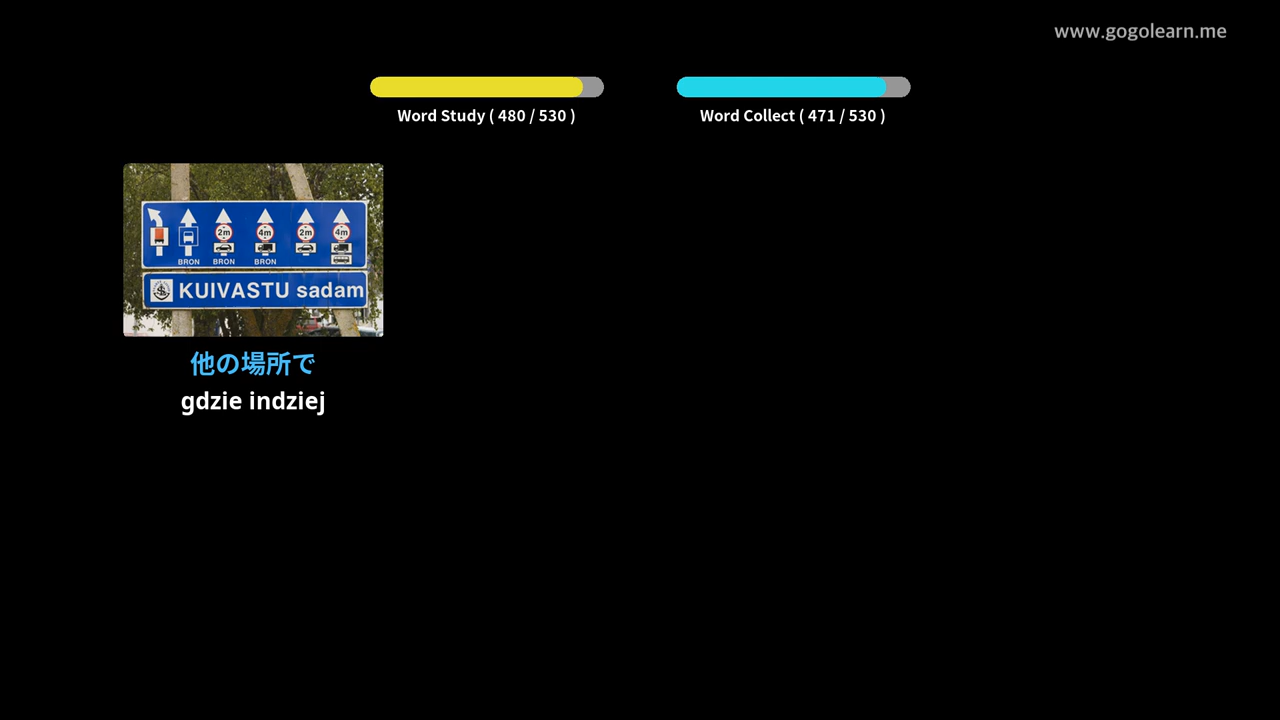 www.gogolearn.me
Word Study ( 480 / 530 )
Word Collect ( 471 / 530 )
2m 4m 2m 4m
BRON BRON BRON
KUIVASTU sadam
他の場所で
gdzie indziej